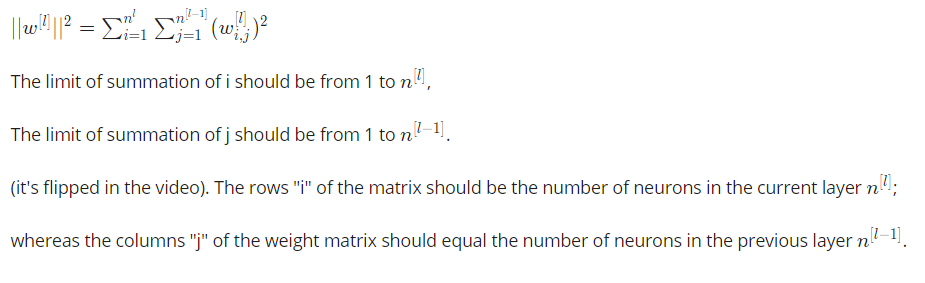 ||w^{[l]}||^2 = \sum_{i=1}^{n^l} \sum_{j=1}^{n^{[l-1]}} (w_{i,j}^{[l]})^2
The limit of summation of i should be from 1 to n^{[l]},
The limit of summation of j should be from 1 to n^{[l-1]}.
(it's flipped in the video). The rows "i" of the matrix should be the number of neurons in the current layer n^{[l]};
whereas the columns "j" of the weight matrix should equal the number of neurons in the previous layer n^{[l-1]}.